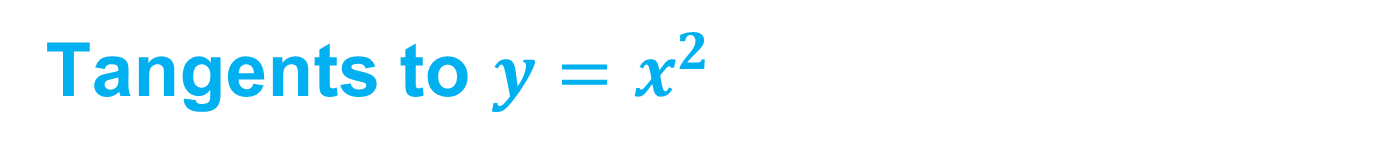 Tangents to 𝒚 = 𝒙²